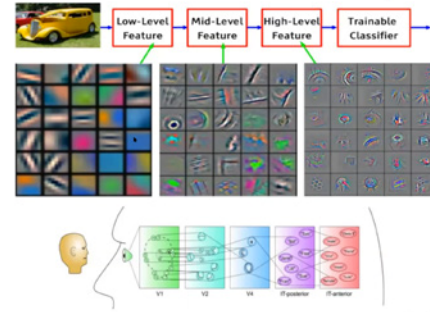 Low-Level
Feature
Mid-Level
Feature
High-Level
Feature
Trainable
Classifier
V1
V2
V4
IT-posterior
IT-anterior